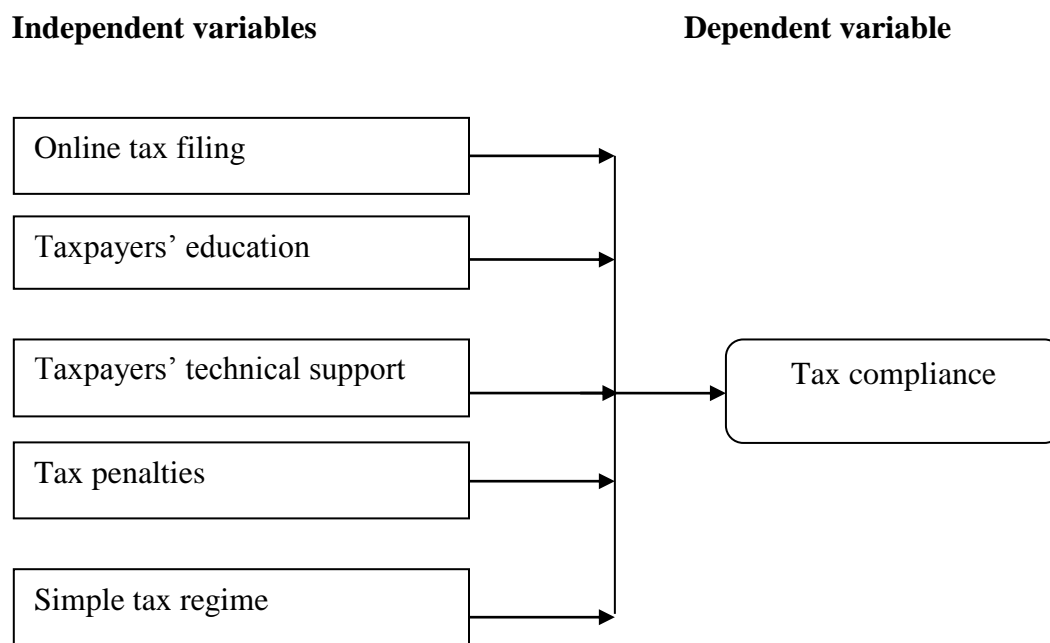 Independent variables
Dependent variable
Online tax filing
Taxpayers’ education
Taxpayers’ technical support
Tax compliance
Tax penalties
Simple tax regime